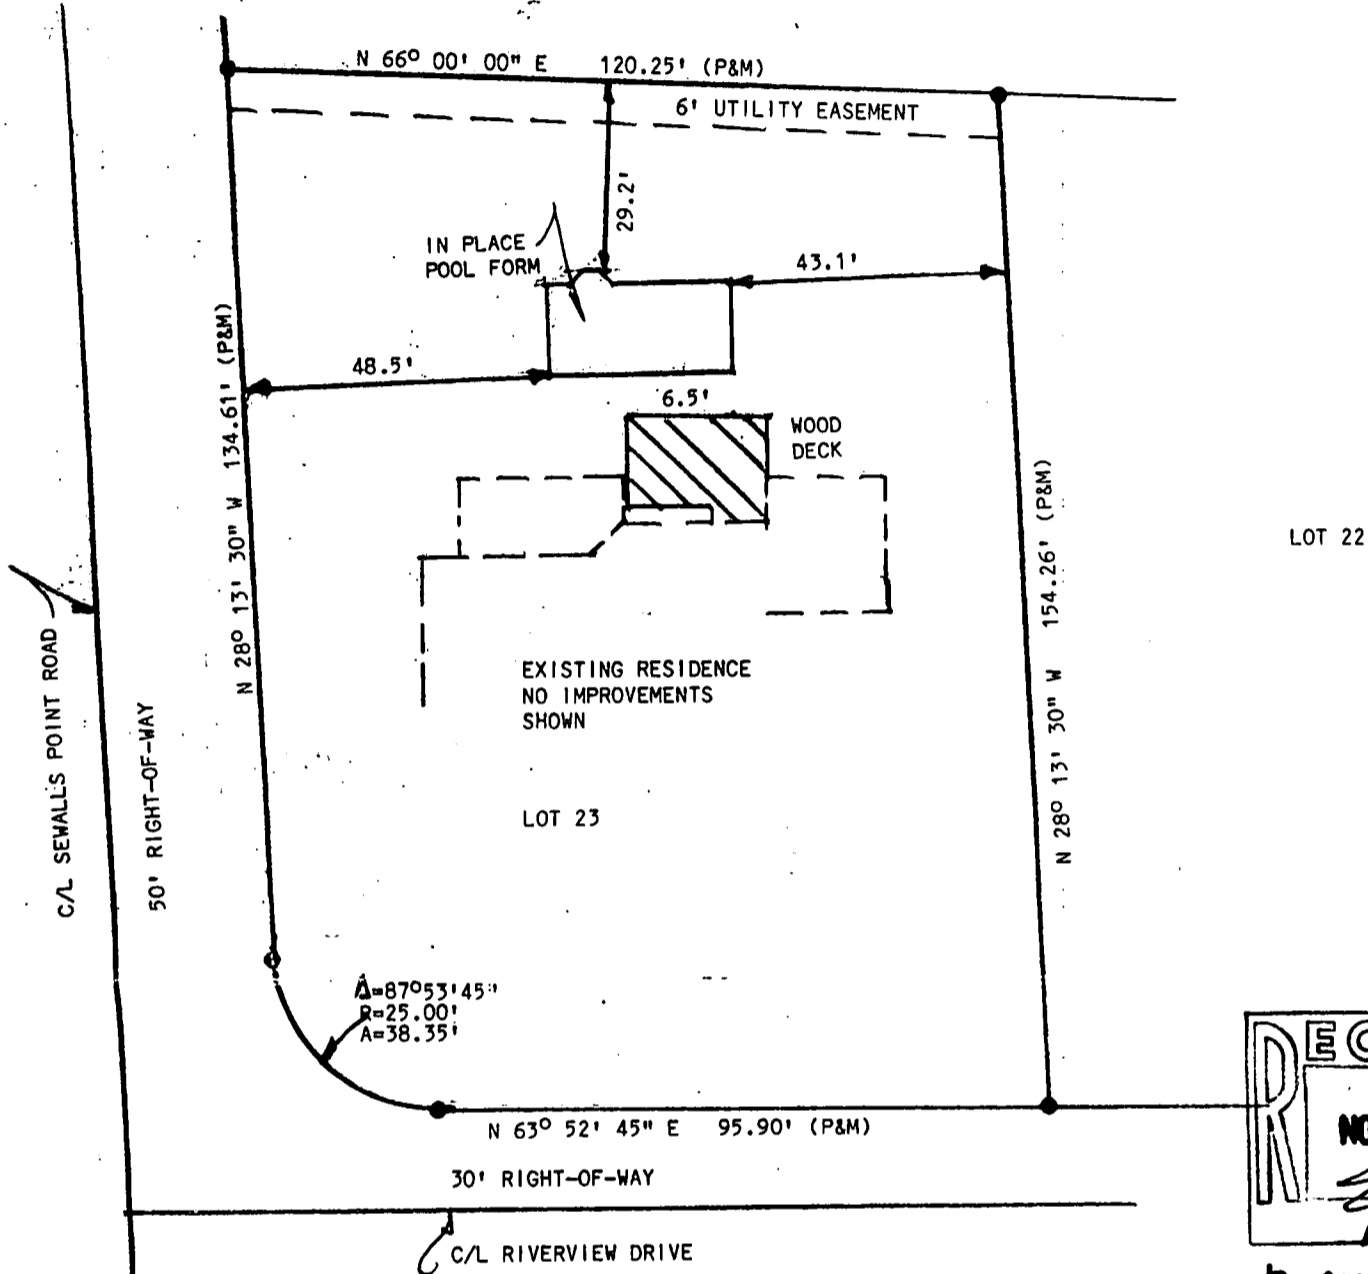 N 66° 00' 00" E 120.25' (P&M)
6' UTILITY EASEMENT
29.2'
IN PLACE
POOL FORM
43.1'
48.5'
6.5'
WOOD
DECK
N 28° 13' 30" W 134.61' (P&M)
N 28° 13' 30" W 154.26' (P&M)
LOT 22
EXISTING RESIDENCE
NO IMPROVEMENTS
SHOWN
LOT 23
C/L SEWALLS POINT ROAD
50' RIGHT-OF-WAY
Δ=87°53'45"
R=25.00'
A=38.35'
N 63° 52' 45" E 95.90' (P&M)
30' RIGHT-OF-WAY
C/L RIVERVIEW DRIVE